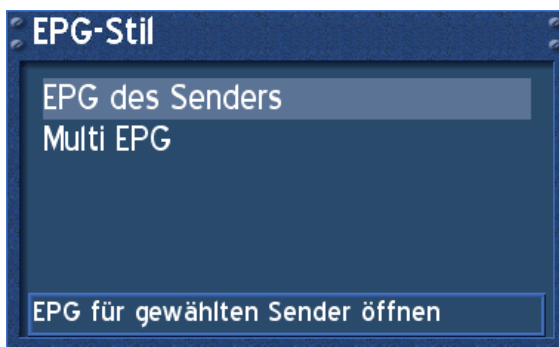 EPG-Stil
EPG des Senders
Multi EPG
EPG für gewählten Sender öffnen